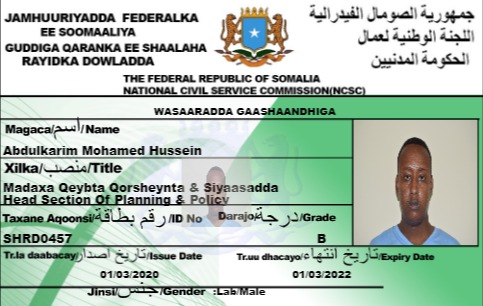 JAMHUURIYADDA FEDERALKA
EE SOOMAALIYA
GUDDIGA QARANKA EE SHAALAHA
RAYIDKA DOWLADDA
جمهورية الصومال الفيدرالية
اللجنة الوطنية لعمال
الحكومة المدنيين
THE FEDERAL REPUBLIC OF SOMALIA
NATIONAL CIVIL SERVICE COMMISSION(NCSC)
WASAARADDA GAASHAANDHIGA
Magaca/اسم/Name
Abdulkarim Mohamed Hussein
Xilka/منصب/Title
Madaxa Qeybta Qorsheynta & Siyaasadda
Head Section Of Planning & Policy
Taxane Aqoonsi/رقم بطاقة/ID No Darajo/درجة/Grade
SHRD0457 B
Tr.la daabacay/تاريخ اصدار/Issue Date Tr.uu dhacayo/تاريخ انتهاء/Expiry Date
01/03/2020 01/03/2022
Jinsi/جنس/Gender :Lab/Male